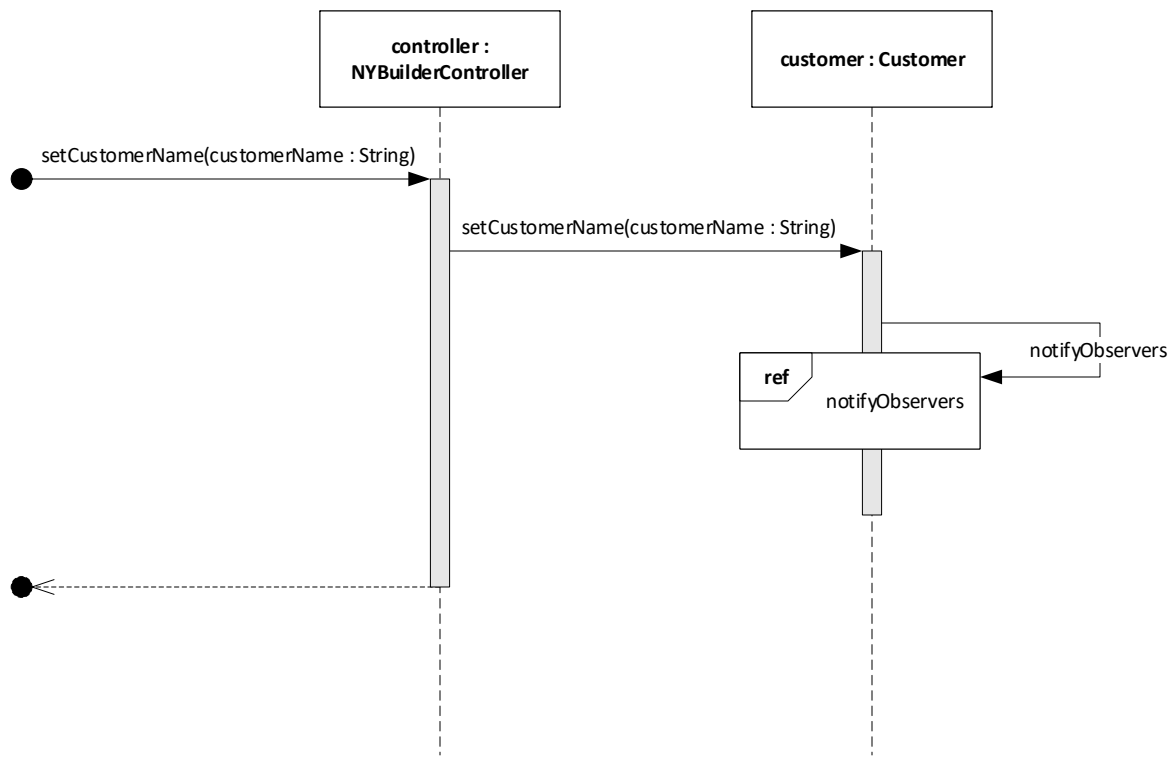 controller :
NYBuilderController
customer : Customer
setCustomerName(customerName : String)
setCustomerName(customerName : String)
notifyObservers
ref
notifyObservers